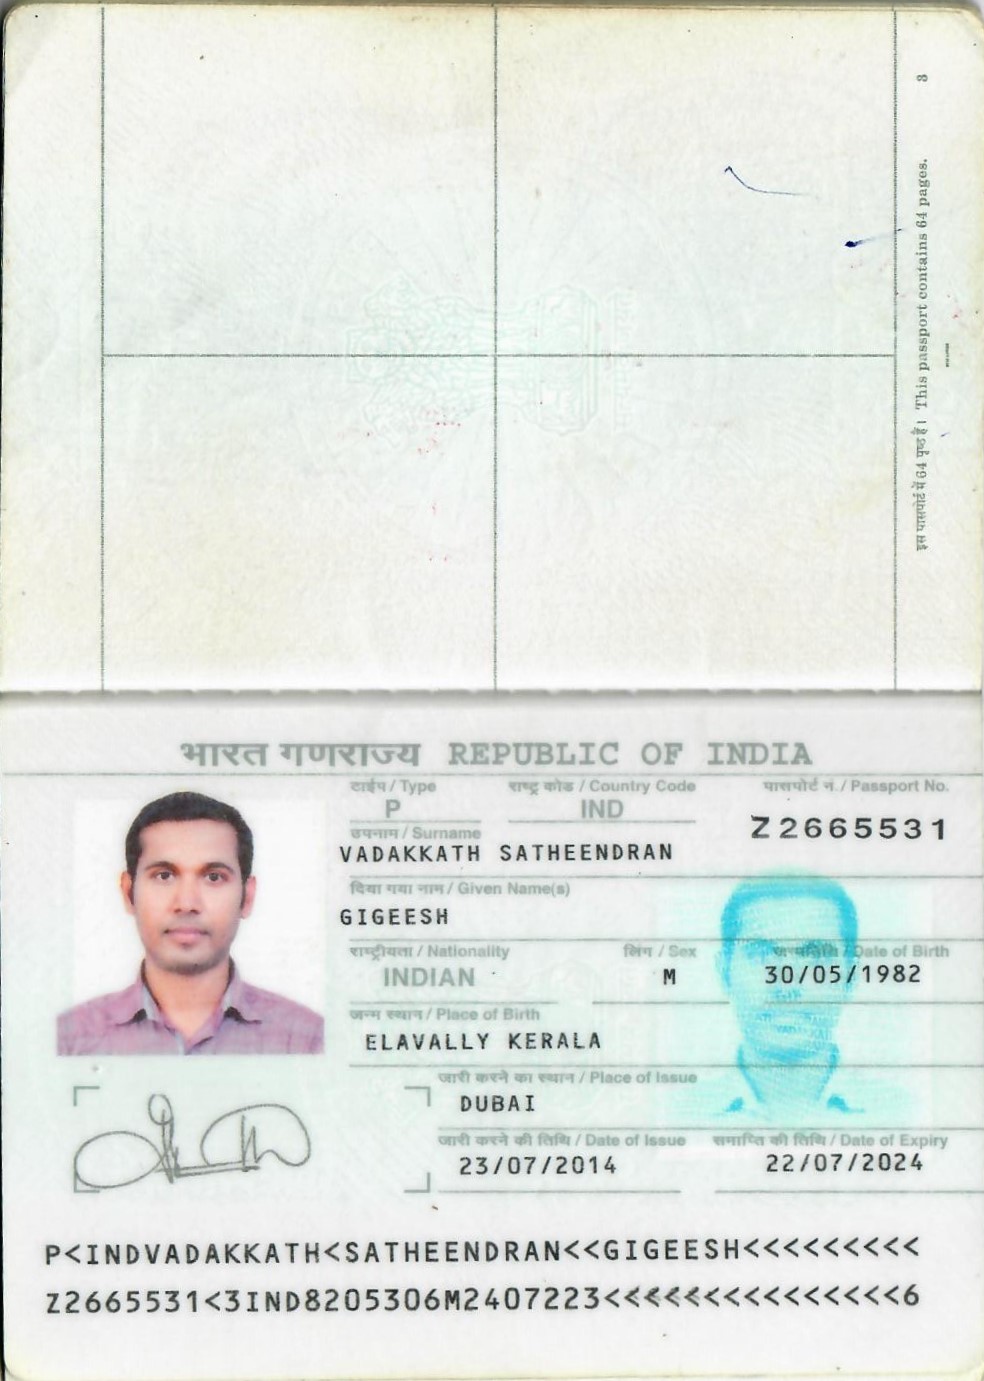 3
इस पासपोर्ट में 64 पृष्ठ हैं। This passport contains 64 pages.
भारत गणराज्य REPUBLIC OF INDIA
टाईप / Type राष्ट्र कोड / Country Code पासपोर्ट न. / Passport No.
P IND Z2665531
उपनाम / Surname
VADAKKATH SATHEENDRAN
दिया गया नाम / Given Name(s)
GIGEESH
राष्ट्रीयता / Nationality लिंग / Sex जन्मतिथि / Date of Birth
INDIAN M 30/05/1982
जन्म स्थान / Place of Birth
ELAVALLY KERALA
जारी करने का स्थान / Place of Issue
DUBAI
जारी करने की तिथि / Date of Issue समाप्ति की तिथि / Date of Expiry
23/07/2014 22/07/2024
P<INDVADAKKATH<SATHEENDRAN<<GIGEESH<<<<<<<<<
Z2665531<3IND8205306M2407223<<<<<<<<<<<<<<<6